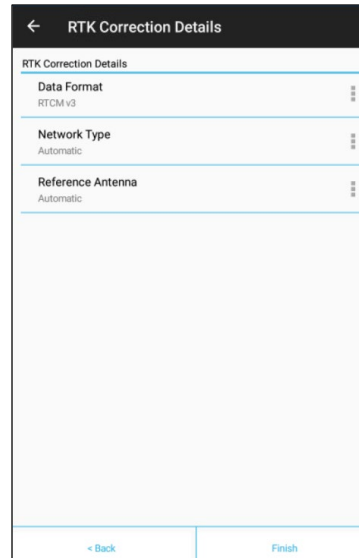 RTK Correction Details
RTK Correction Details
Data Format
RTCM v3
Network Type
Automatic
Reference Antenna
Automatic
< Back
Finish